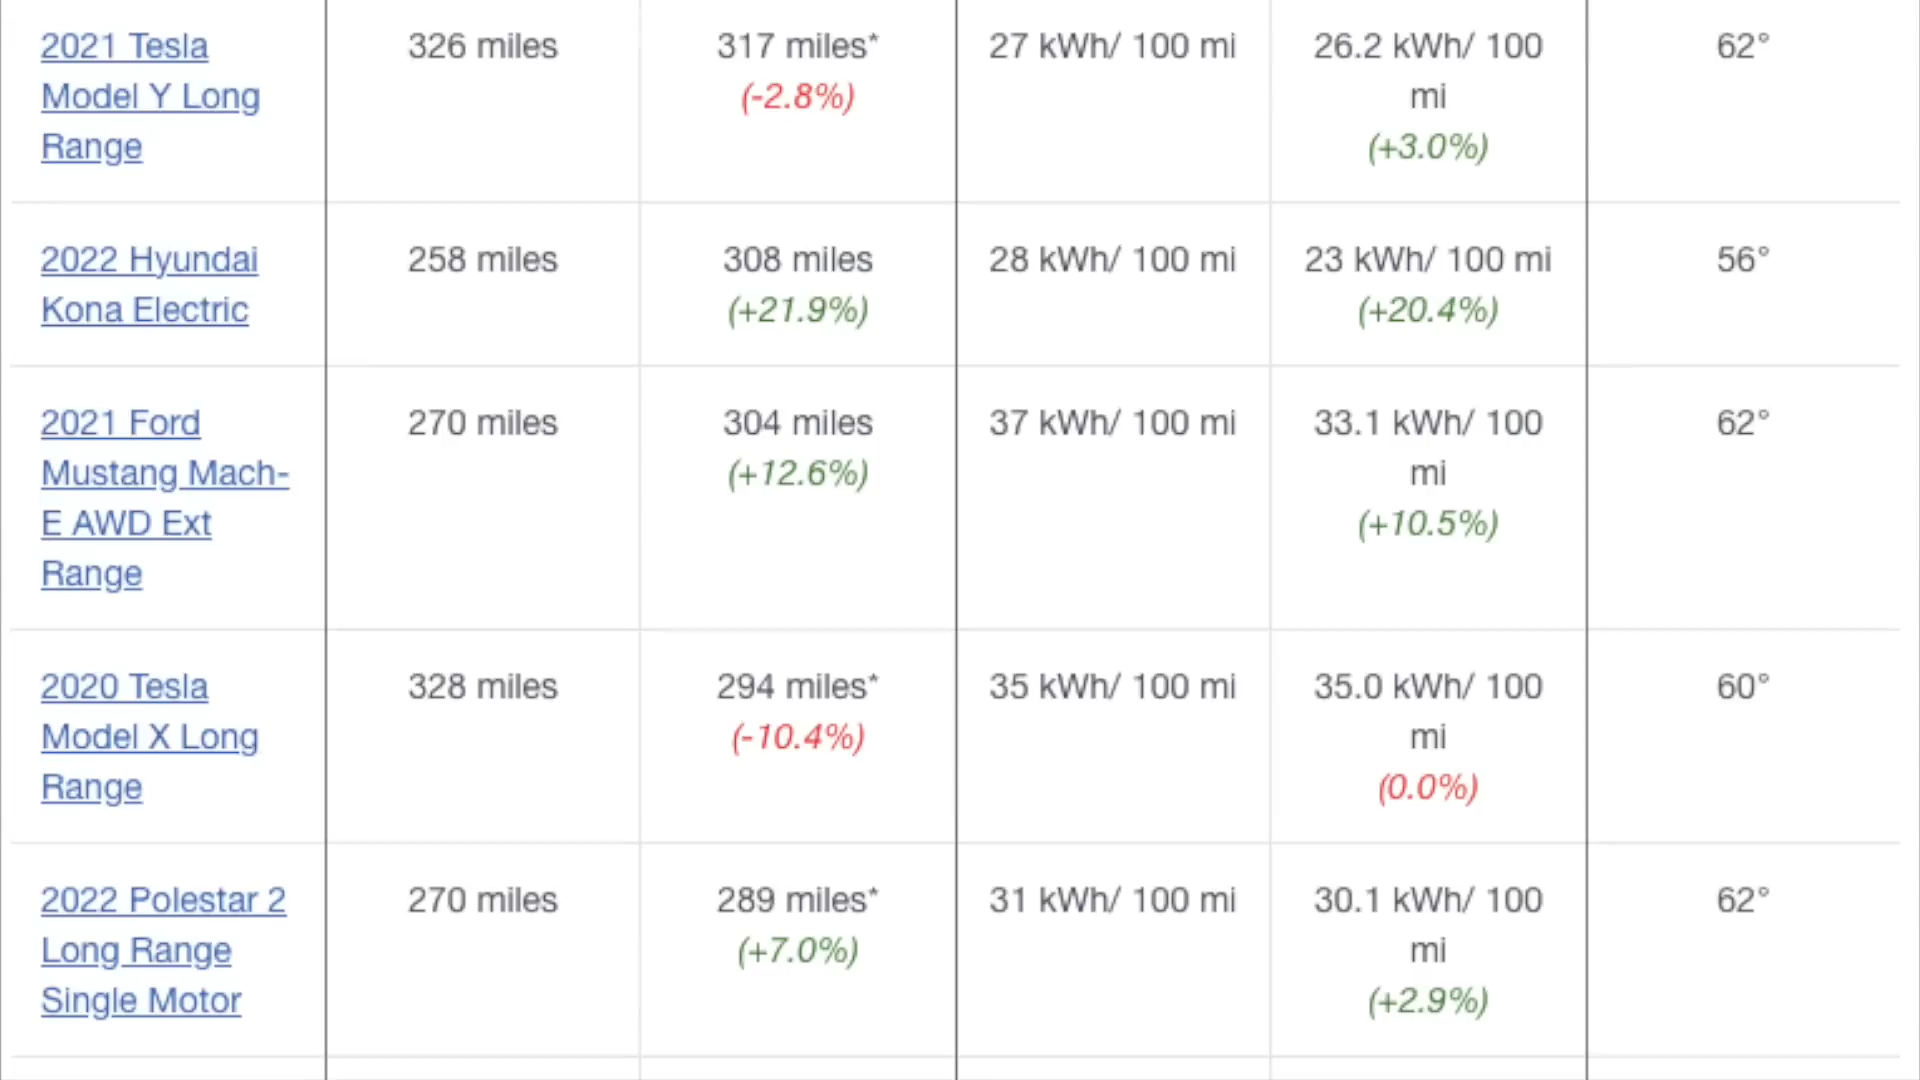 2021 Tesla
Model Y Long
Range
326 miles
317 miles*
(-2.8%)
27 kWh/ 100 mi
26.2 kWh/ 100
mi
(+3.0%)
62°
2022 Hyundai
Kona Electric
258 miles
308 miles
(+21.9%)
28 kWh/ 100 mi
23 kWh/ 100 mi
(+20.4%)
56°
2021 Ford
Mustang Mach-
E AWD Ext
Range
270 miles
304 miles
(+12.6%)
37 kWh/ 100 mi
33.1 kWh/ 100
mi
(+10.5%)
62°
2020 Tesla
Model X Long
Range
328 miles
294 miles*
(-10.4%)
35 kWh/ 100 mi
35.0 kWh/ 100
mi
(0.0%)
60°
2022 Polestar 2
Long Range
Single Motor
270 miles
289 miles*
(+7.0%)
31 kWh/ 100 mi
30.1 kWh/ 100
mi
(+2.9%)
62°